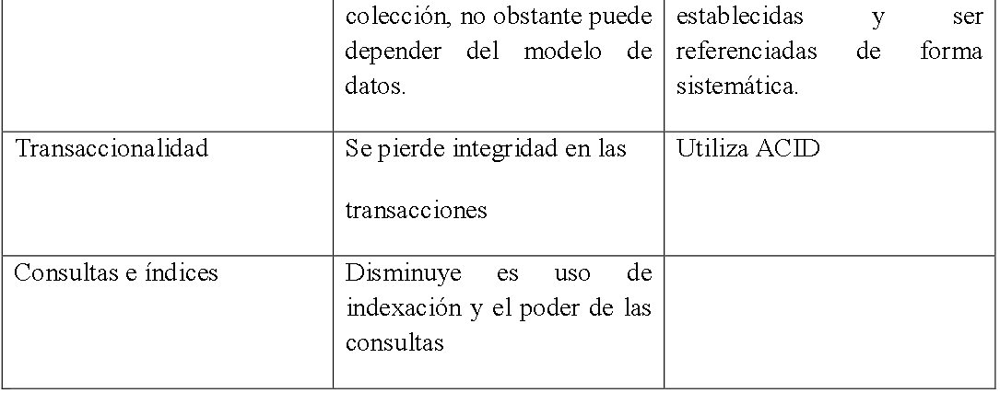 colección, no obstante puede
depender del modelo de
datos.
establecidas y ser
referenciadas de forma
sistemática.
Transaccionalidad
Se pierde integridad en las
transacciones
Utiliza ACID
Consultas e índices
Disminuye es uso de
indexación y el poder de las
consultas